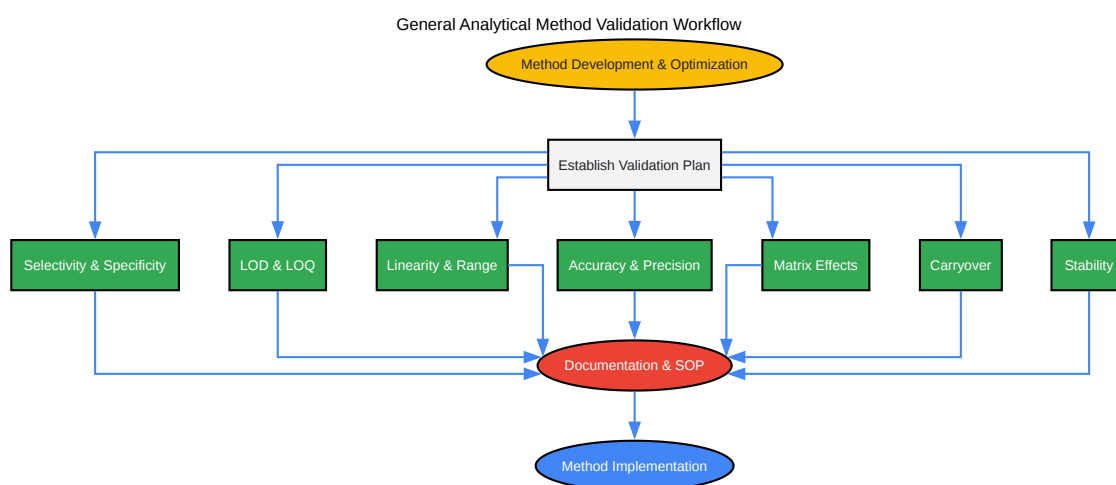 General Analytical Method Validation Workflow
Method Development & Optimization
Establish Validation Plan
Selectivity & Specificity
LOD & LOQ
Linearity & Range
Accuracy & Precision
Matrix Effects
Carryover
Stability
Documentation & SOP
Method Implementation